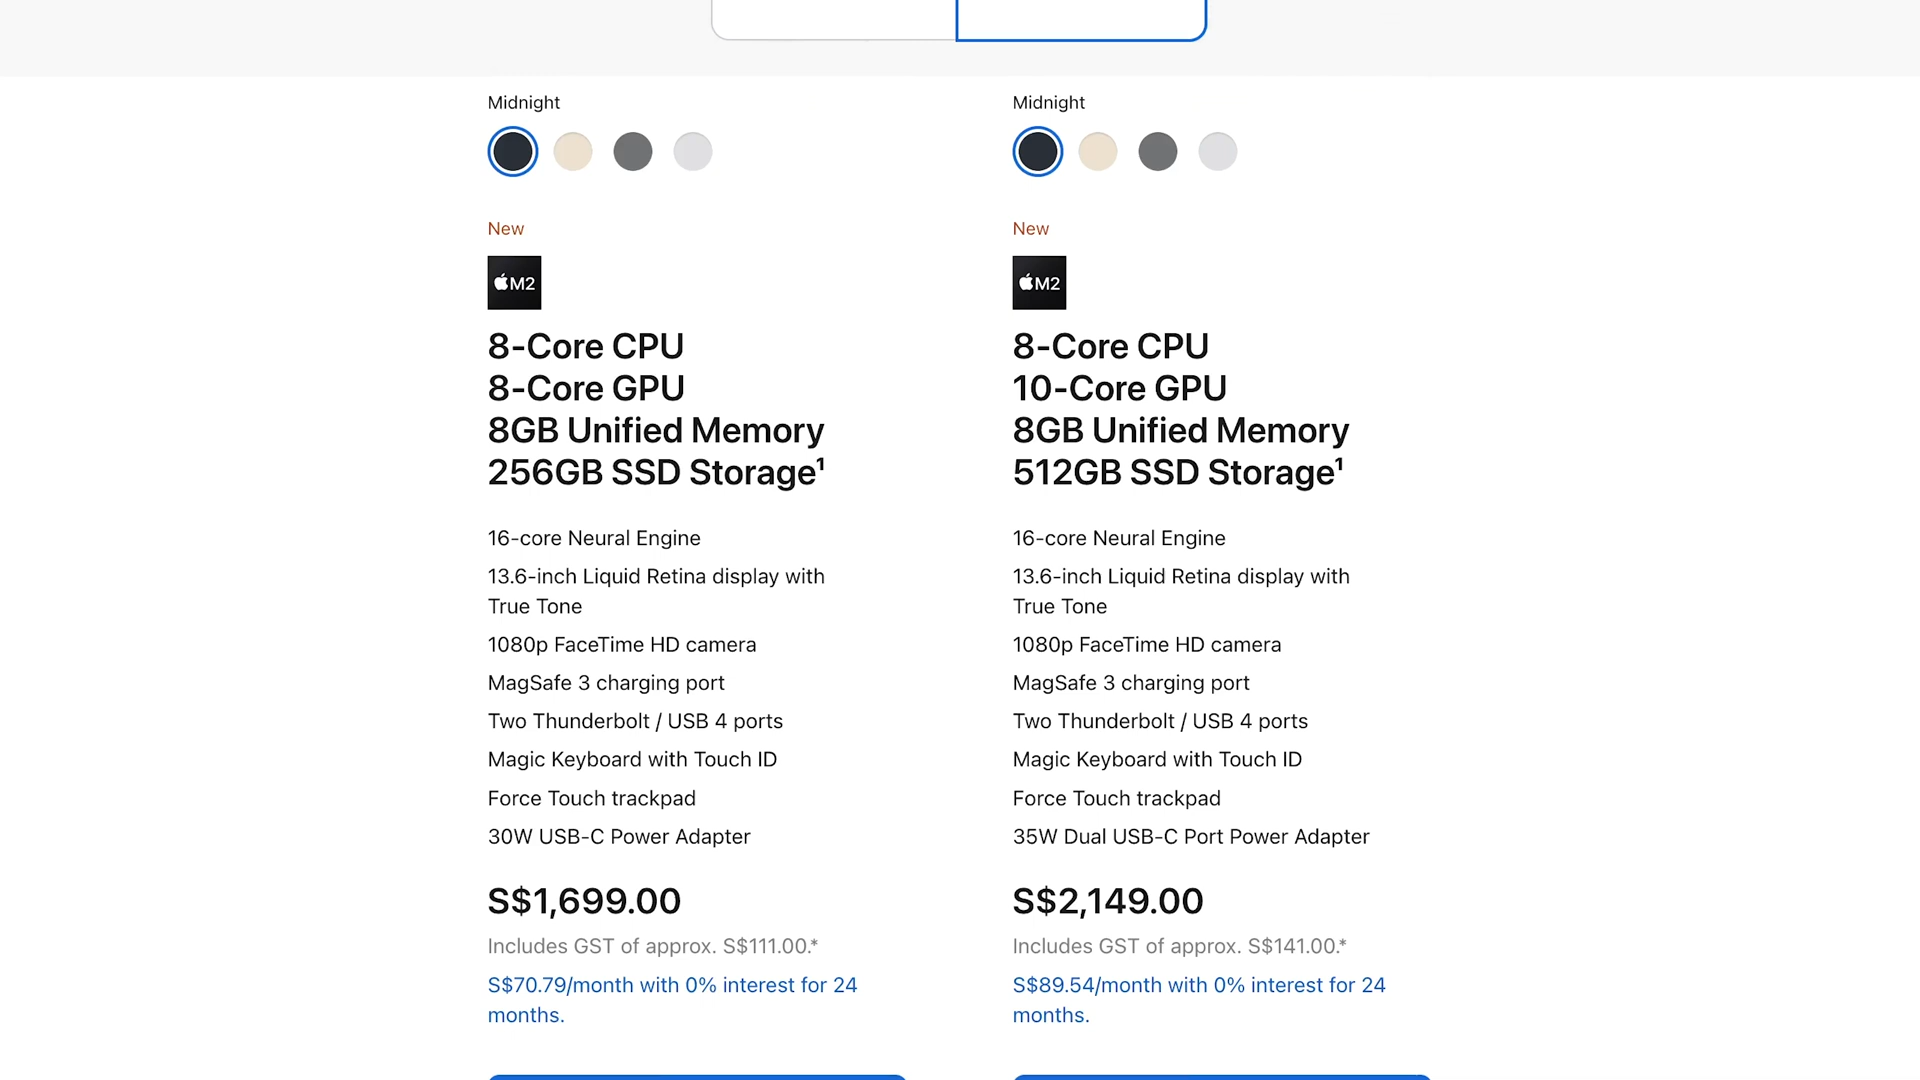 Midnight
New
M2
8-Core CPU
8-Core GPU
8GB Unified Memory
256GB SSD Storage¹
16-core Neural Engine
13.6-inch Liquid Retina display with
True Tone
1080p FaceTime HD camera
MagSafe 3 charging port
Two Thunderbolt / USB 4 ports
Magic Keyboard with Touch ID
Force Touch trackpad
30W USB-C Power Adapter
S$1,699.00
Includes GST of approx. S$111.00.*
S$70.79/month with 0% interest for 24
months.
Midnight
New
M2
8-Core CPU
10-Core GPU
8GB Unified Memory
512GB SSD Storage¹
16-core Neural Engine
13.6-inch Liquid Retina display with
True Tone
1080p FaceTime HD camera
MagSafe 3 charging port
Two Thunderbolt / USB 4 ports
Magic Keyboard with Touch ID
Force Touch trackpad
35W Dual USB-C Port Power Adapter
S$2,149.00
Includes GST of approx. S$141.00.*
S$89.54/month with 0% interest for 24
months.